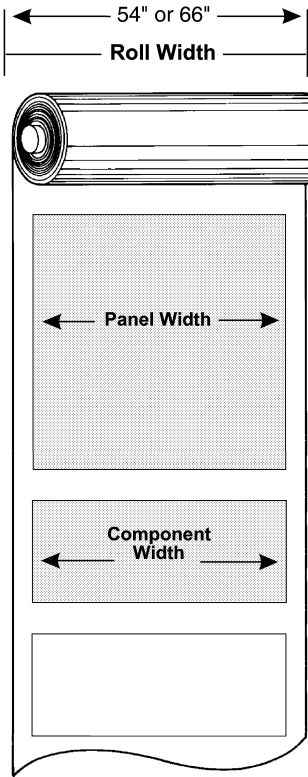 54" or 66"
Roll Width
Panel Width
Component
Width